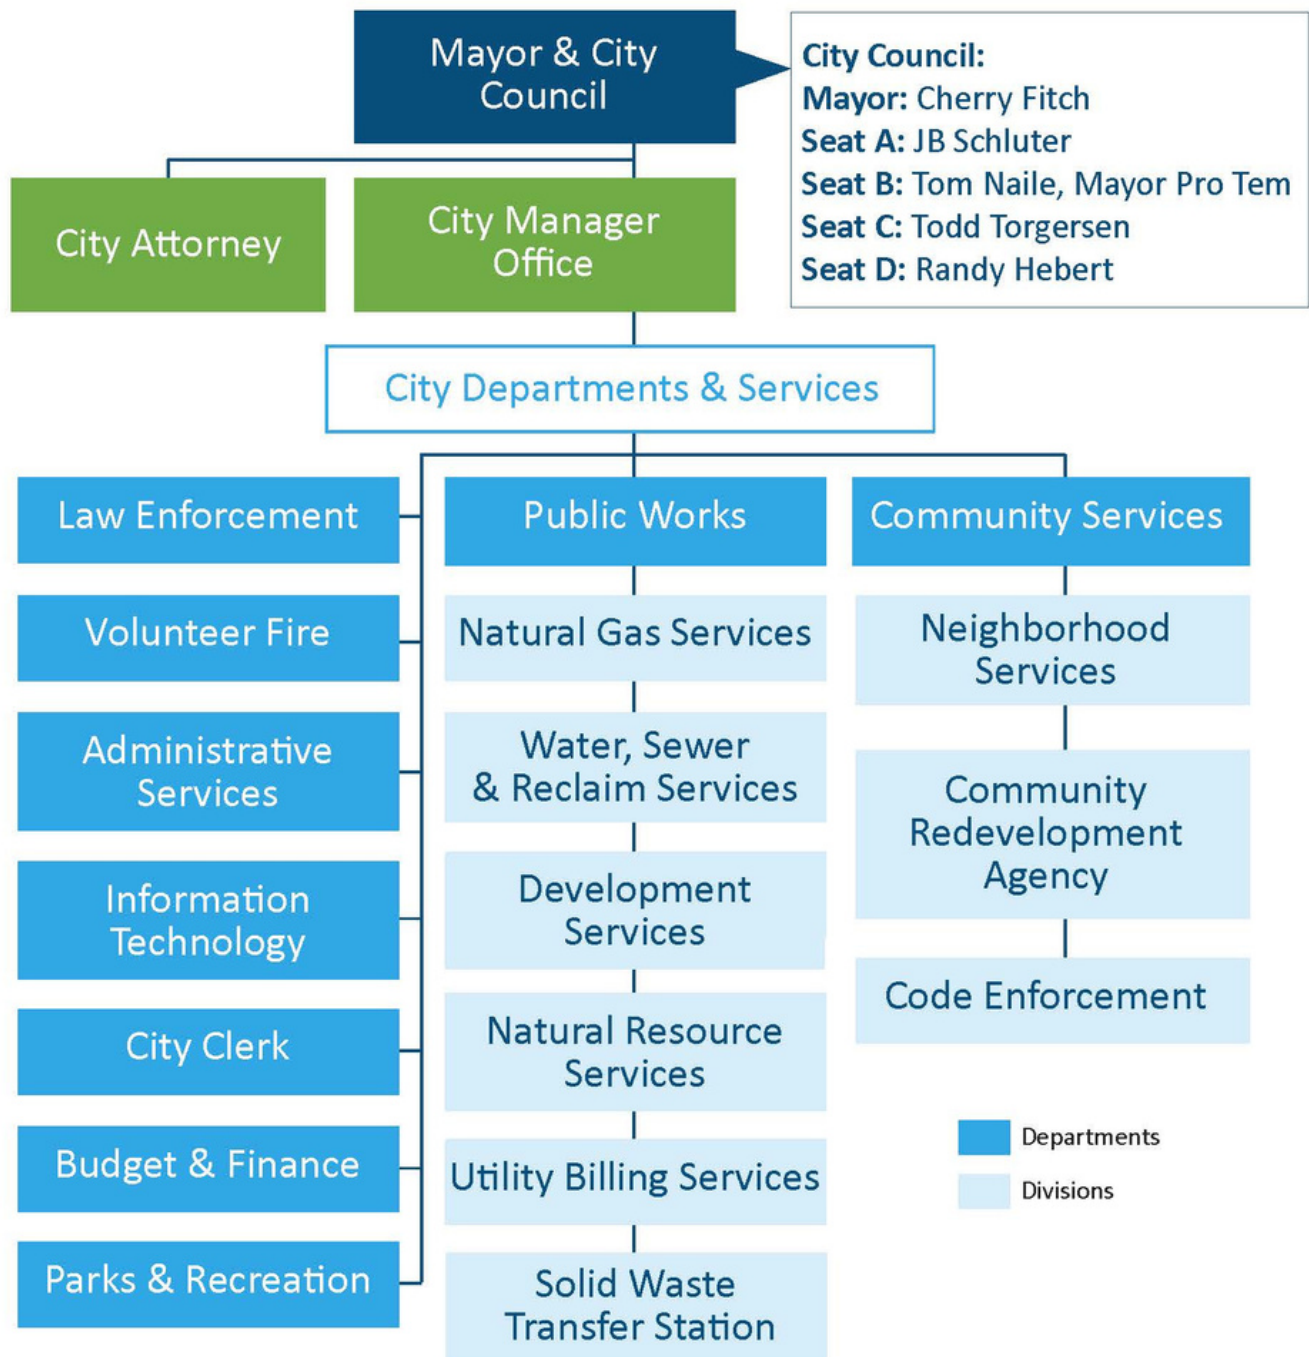 Mayor & City
Council
City Council:
Mayor: Cherry Fitch
Seat A: JB Schluter
Seat B: Tom Naile, Mayor Pro Tem
Seat C: Todd Torgersen
Seat D: Randy Hebert
City Attorney
City Manager
Office
City Departments & Services
Law Enforcement
Volunteer Fire
Administrative
Services
Information
Technology
City Clerk
Budget & Finance
Parks & Recreation
Public Works
Natural Gas Services
Water, Sewer
& Reclaim Services
Development
Services
Natural Resource
Services
Utility Billing Services
Solid Waste
Transfer Station
Community Services
Neighborhood
Services
Community
Redevelopment
Agency
Code Enforcement
Departments
Divisions